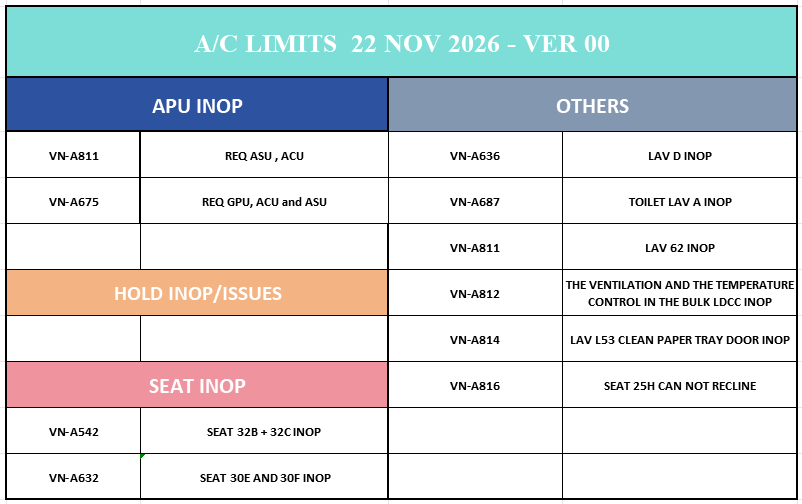 A/C LIMITS  22 NOV 2026 - VER 00
APU INOP
VN-A811 REQ ASU , ACU
VN-A675 REQ GPU, ACU and ASU
HOLD INOP/ISSUES
SEAT INOP
VN-A542 SEAT 32B + 32C INOP
VN-A632 SEAT 30E AND 30F INOP
OTHERS
VN-A636 LAV D INOP
VN-A687 TOILET LAV A INOP
VN-A811 LAV 62 INOP
VN-A812 THE VENTILATION AND THE TEMPERATURE
CONTROL IN THE BULK LDCC INOP
VN-A814 LAV L53 CLEAN PAPER TRAY DOOR INOP
VN-A816 SEAT 25H CAN NOT RECLINE